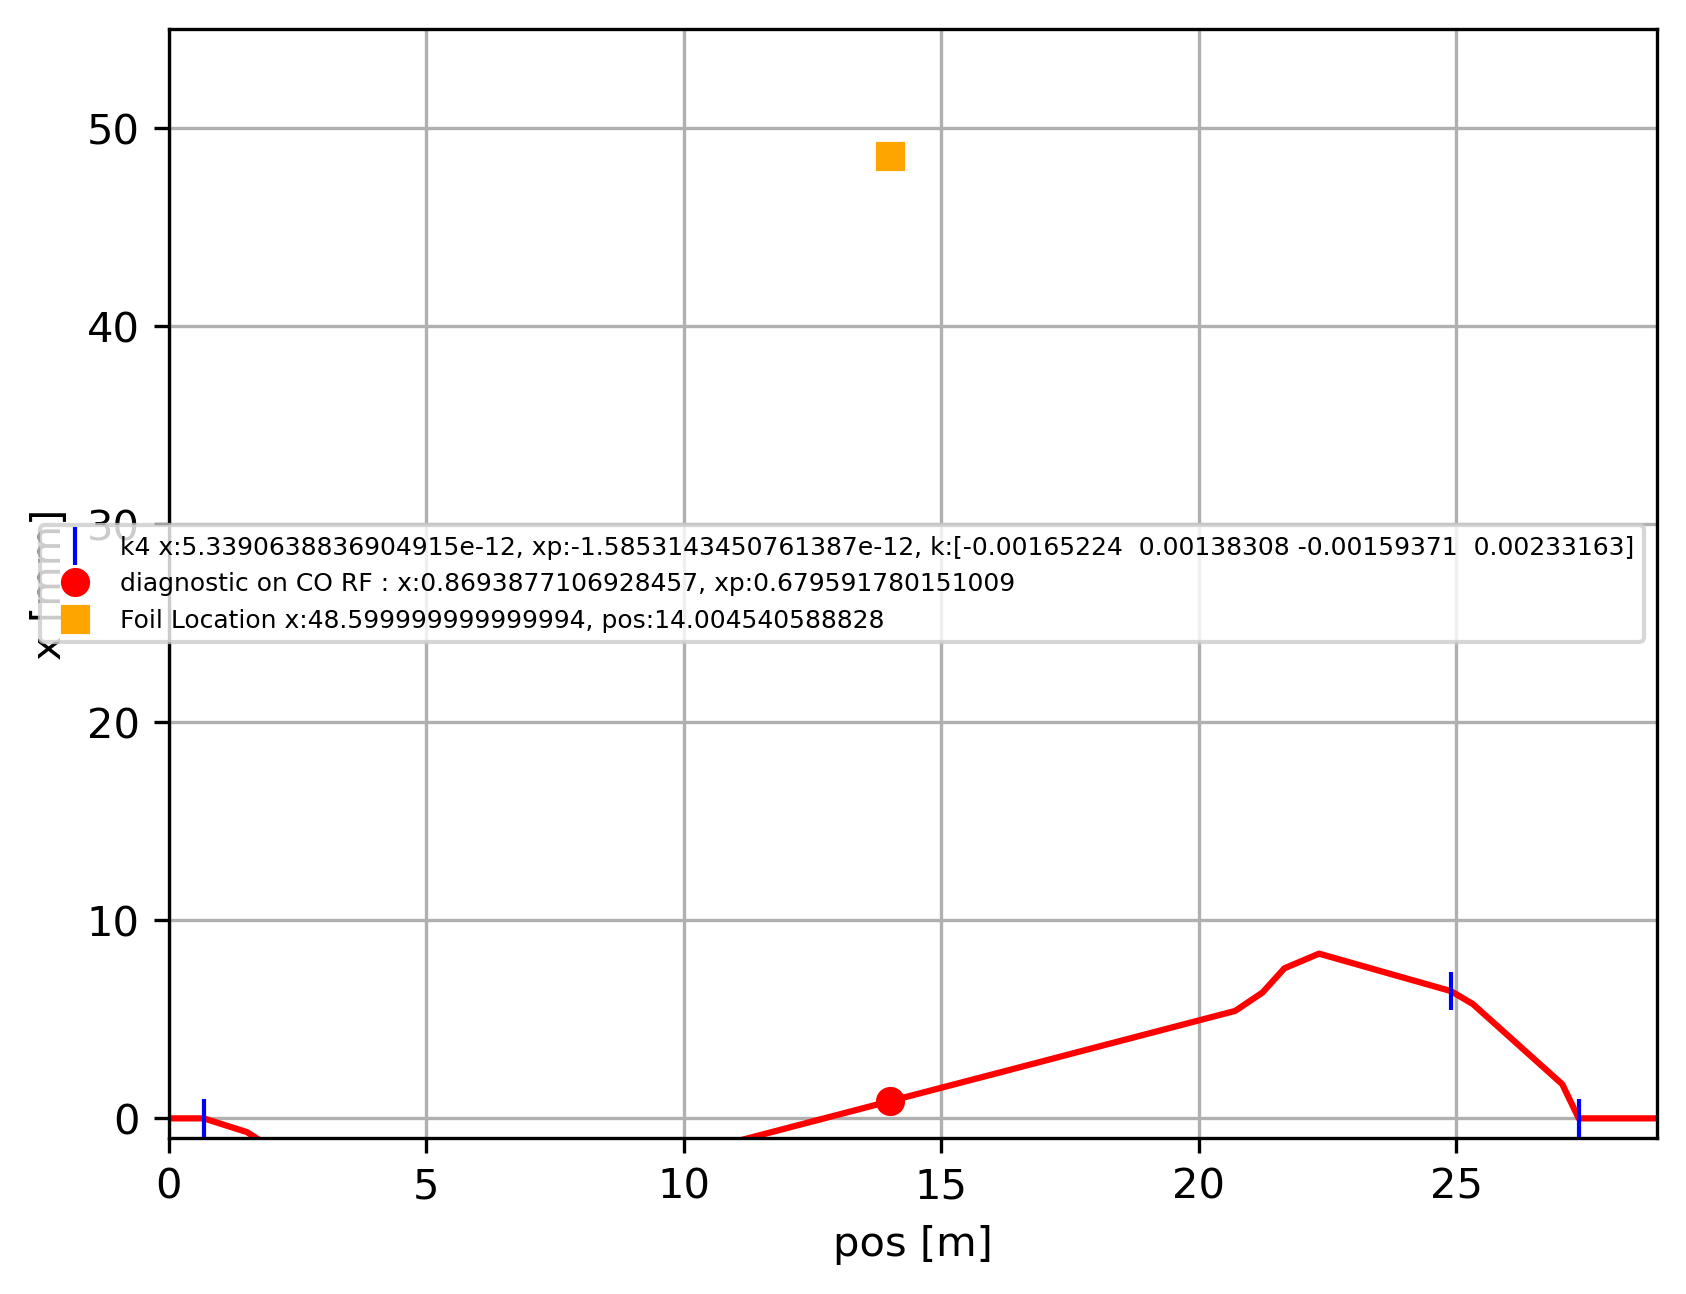 50
40
30
x [mm]
k4 x:5.3390638836904915e-12, xp:-1.5853143450761387e-12, k:[-0.00165224  0.00138308 -0.00159371  0.00233163]
diagnostic on CO RF : x:0.8693877106928457, xp:0.679591780151009
Foil Location x:48.599999999999994, pos:14.004540588828
20
10
0
0 5 10 15 20 25
pos [m]